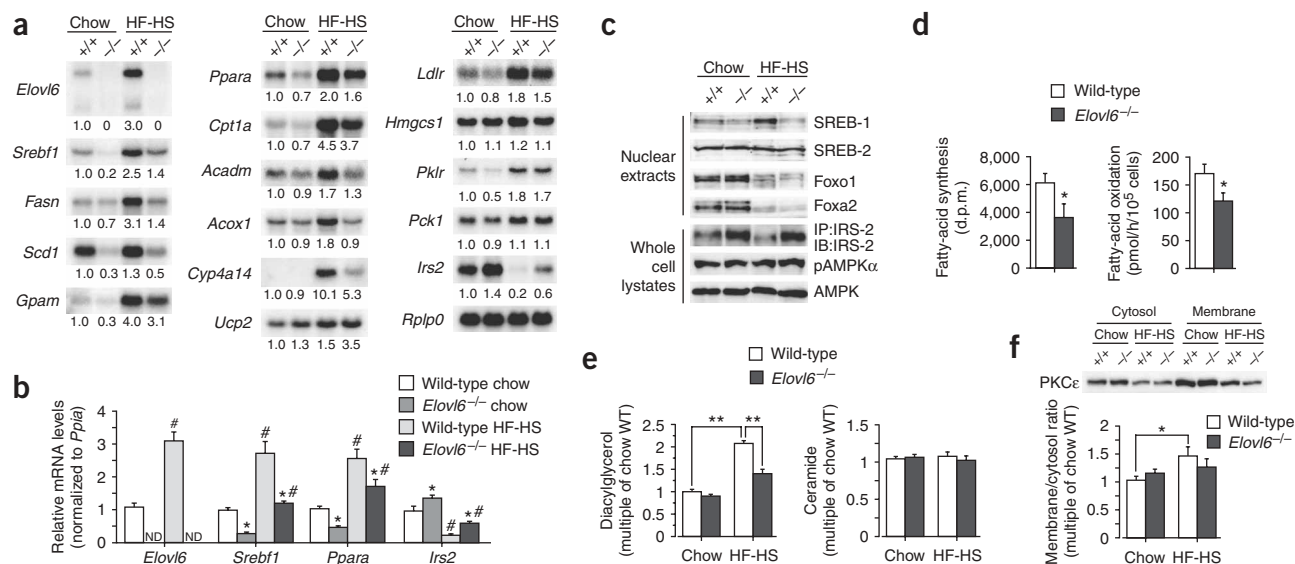 a
Chow HF-HS
+/+ –/– +/+ –/–
Elovl6
1.0 0 3.0 0
Srebf1
1.0 0.2 2.5 1.4
Fasn
1.0 0.7 3.1 1.4
Scd1
1.0 0.3 1.3 0.5
Gpam
1.0 0.3 4.0 3.1
Chow HF-HS
+/+ –/– +/+ –/–
Ppara
1.0 0.7 2.0 1.6
Cpt1a
1.0 0.7 4.5 3.7
Acadm
1.0 0.9 1.7 1.3
Acox1
1.0 0.9 1.8 0.9
Cyp4a14
1.0 0.9 10.1 5.3
Ucp2
1.0 1.3 1.5 3.5
Chow HF-HS
+/+ –/– +/+ –/–
Ldlr
1.0 0.8 1.8 1.5
Hmgcs1
1.0 1.1 1.2 1.1
Pklr
1.0 0.5 1.8 1.7
Pck1
1.0 0.9 1.1 1.1
Irs2
1.0 1.4 0.2 0.6
Rplp0
b
Relative mRNA levels
(normalized to Ppia)
4
3
2
1
0
# # # * # * * # * # * #
ND ND
Elovl6 Srebf1 Ppara Irs2
Wild-type chow
Elovl6–/– chow
Wild-type HF-HS
Elovl6–/– HF-HS
c
Chow HF-HS
+/+ –/– +/+ –/–
Nuclear
extracts
SREB-1
SREB-2
Foxo1
Foxa2
Whole
cell
lystates
IP:IRS-2
IB:IRS-2
pAMPKα
AMPK
d
Wild-type
Elovl6–/–
Fatty-acid synthesis
(d.p.m.)
8,000
6,000
4,000
2,000
0
*
Fatty-acid oxidation
(pmol/h/10⁵ cells)
200
150
100
50
0
*
e
Wild-type
Elovl6–/–
Diacylglycerol
(multiple of chow WT)
2.5
2
1.5
1
0.5
0
** **
Chow HF-HS
Ceramide
(multiple of chow WT)
1.5
1
0.5
0
Chow HF-HS
f
Cytosol Membrane
Chow HF-HS Chow HF-HS
+/+ –/– +/+ –/– +/+ –/– +/+ –/–
PKCε
Wild-type
Elovl6–/–
Membrane/cytosol ratio
(multiple of chow WT)
2
1.5
1
0.5
0
*
Chow HF-HS